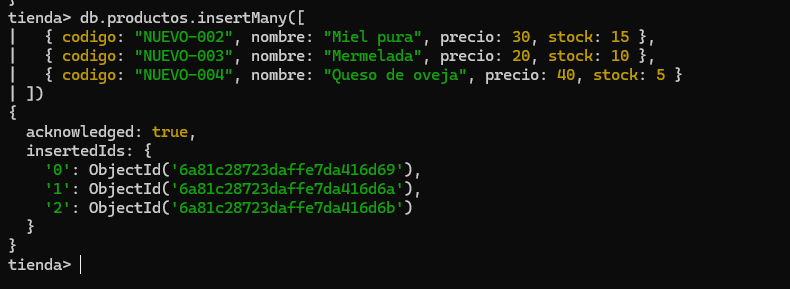 }
tienda> db.productos.insertMany([
|   { codigo: "NUEVO-002", nombre: "Miel pura", precio: 30, stock: 15 },
|   { codigo: "NUEVO-003", nombre: "Mermelada", precio: 20, stock: 10 },
|   { codigo: "NUEVO-004", nombre: "Queso de oveja", precio: 40, stock: 5 }
| ])
{
  acknowledged: true,
  insertedIds: {
    '0': ObjectId('6a81c28723daffe7da416d69'),
    '1': ObjectId('6a81c28723daffe7da416d6a'),
    '2': ObjectId('6a81c28723daffe7da416d6b')
  }
}
tienda>